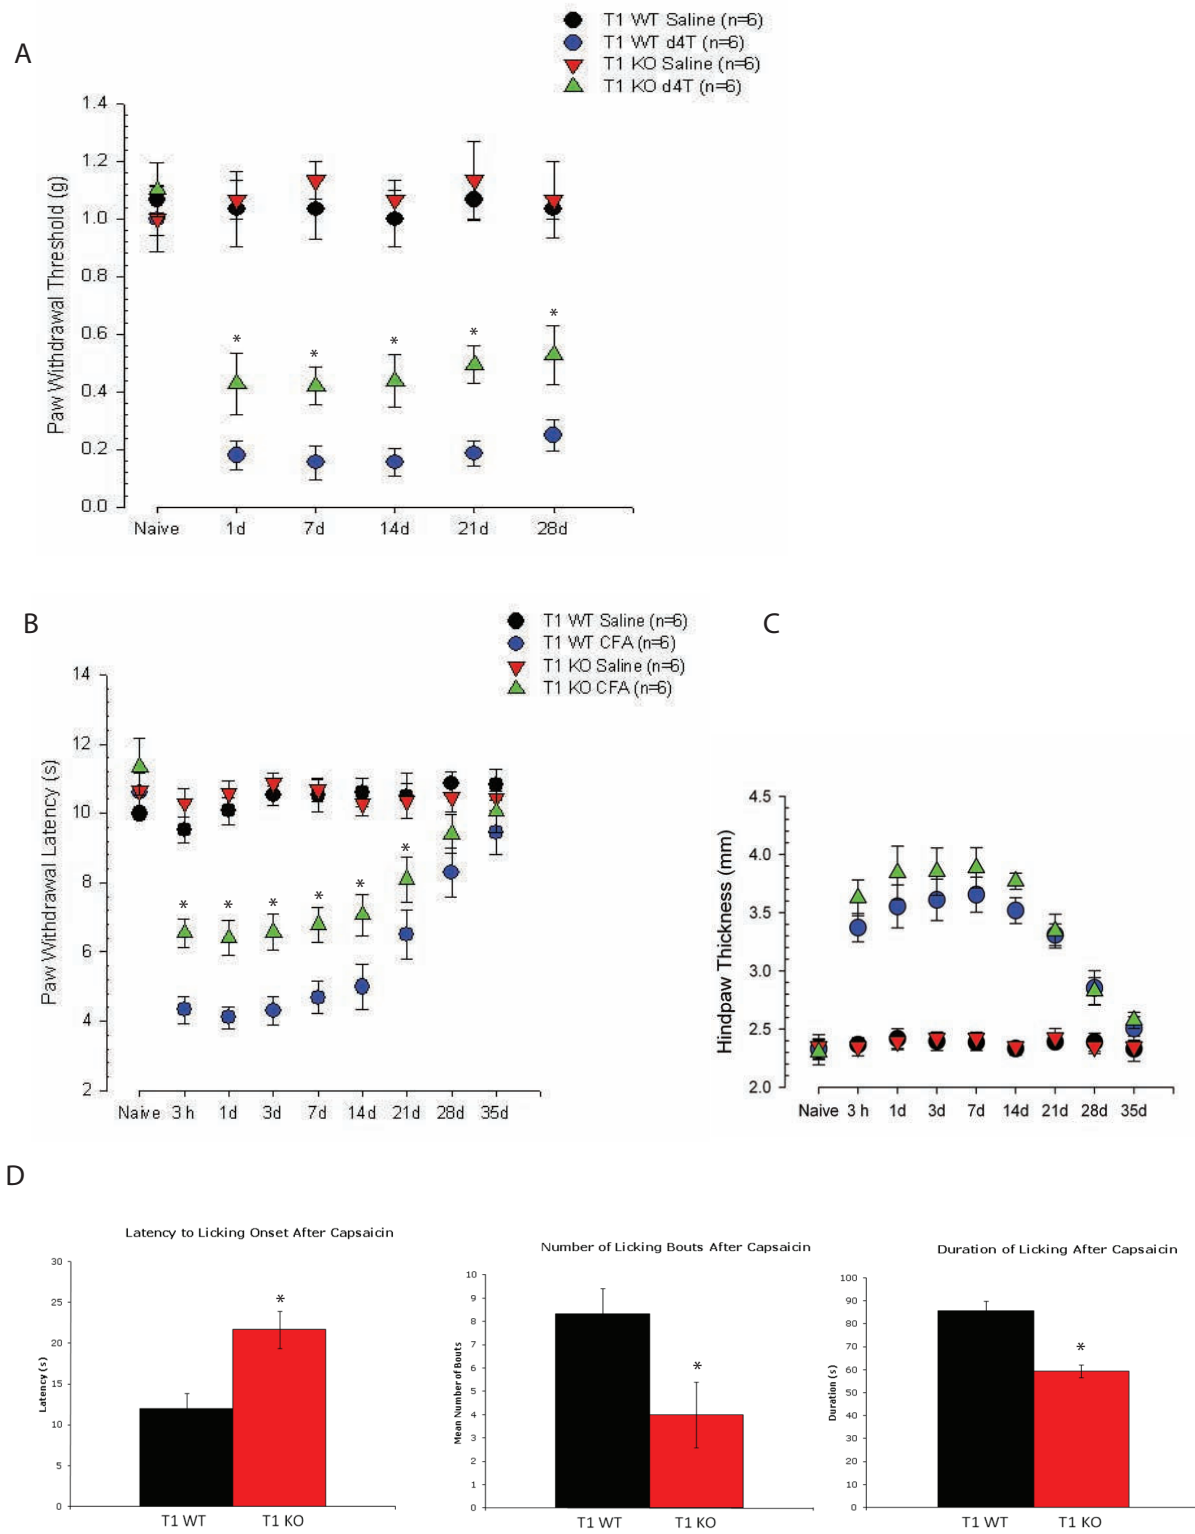 A
T1 WT Saline (n=6)
T1 WT d4T (n=6)
T1 KO Saline (n=6)
T1 KO d4T (n=6)
Paw Withdrawal Threshold (g)
1.4
1.2
1.0
0.8
0.6
0.4
0.2
0.0
* * * * *
Naive 1d 7d 14d 21d 28d
B
T1 WT Saline (n=6)
T1 WT CFA (n=6)
T1 KO Saline (n=6)
T1 KO CFA (n=6)
Paw Withdrawal Latency (s)
14
12
10
8
6
4
2
* * * * * *
Naive 3 h 1d 3d 7d 14d 21d 28d 35d
C
Hindpaw Thickness (mm)
4.5
4.0
3.5
3.0
2.5
2.0
Naive 3 h 1d 3d 7d 14d 21d 28d 35d
D
Latency to Licking Onset After Capsaicin
Latency (s)
30
25
20
15
10
5
0
*
T1 WT T1 KO
Number of Licking Bouts After Capsaicin
Mean Number of Bouts
10
9
8
7
6
5
4
3
2
1
0
*
T1 WT T1 KO
Duration of Licking After Capsaicin
Duration (s)
100
90
80
70
60
50
40
30
20
10
0
*
T1 WT T1 KO